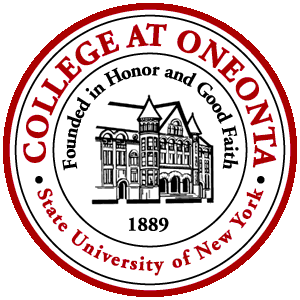 COLLEGE AT ONEONTA
Founded in Honor and Good Faith
1889
• State University of New York •